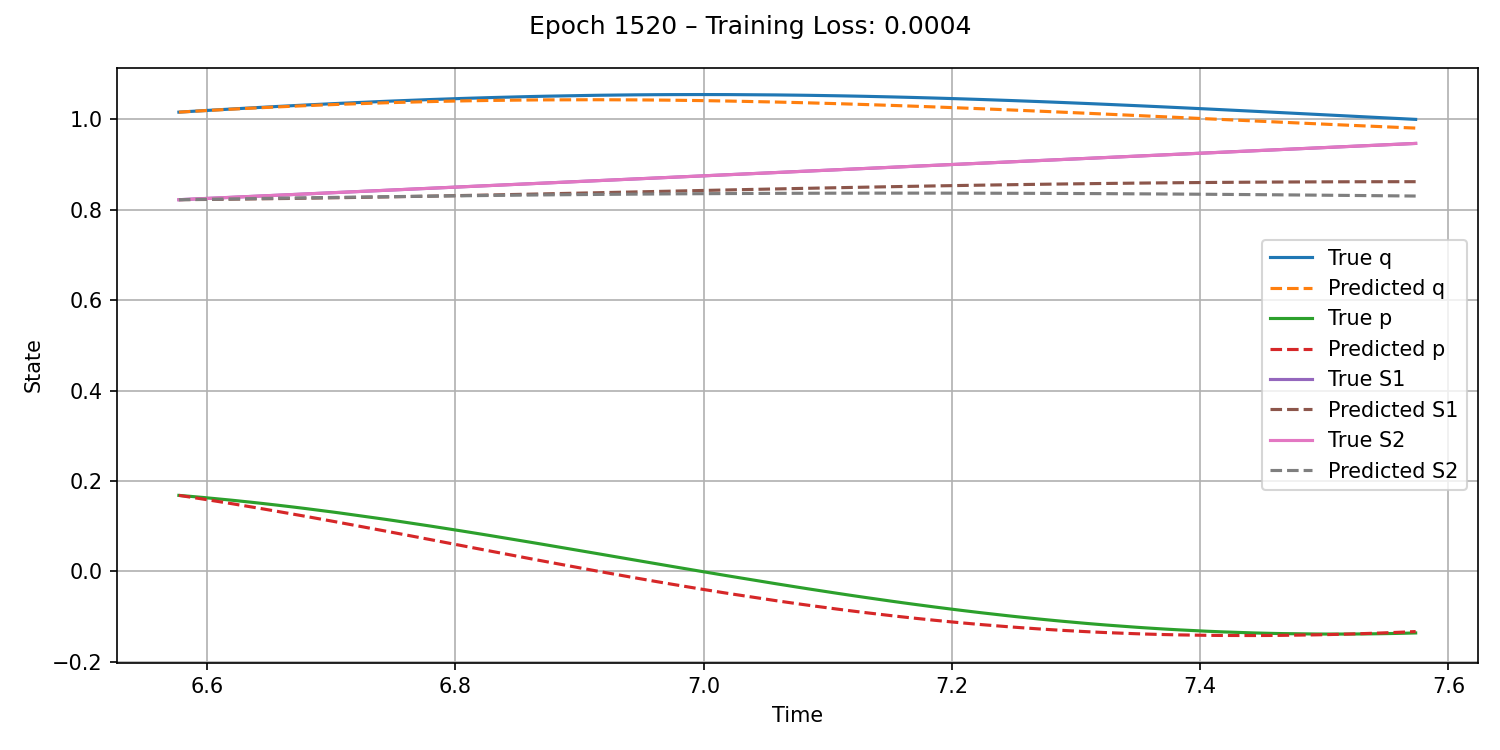 Epoch 1520 – Training Loss: 0.0004
1.0
0.8
0.6
0.4
0.2
0.0
−0.2
State
True q
Predicted q
True p
Predicted p
True S1
Predicted S1
True S2
Predicted S2
6.6 6.8 7.0 7.2 7.4 7.6
Time